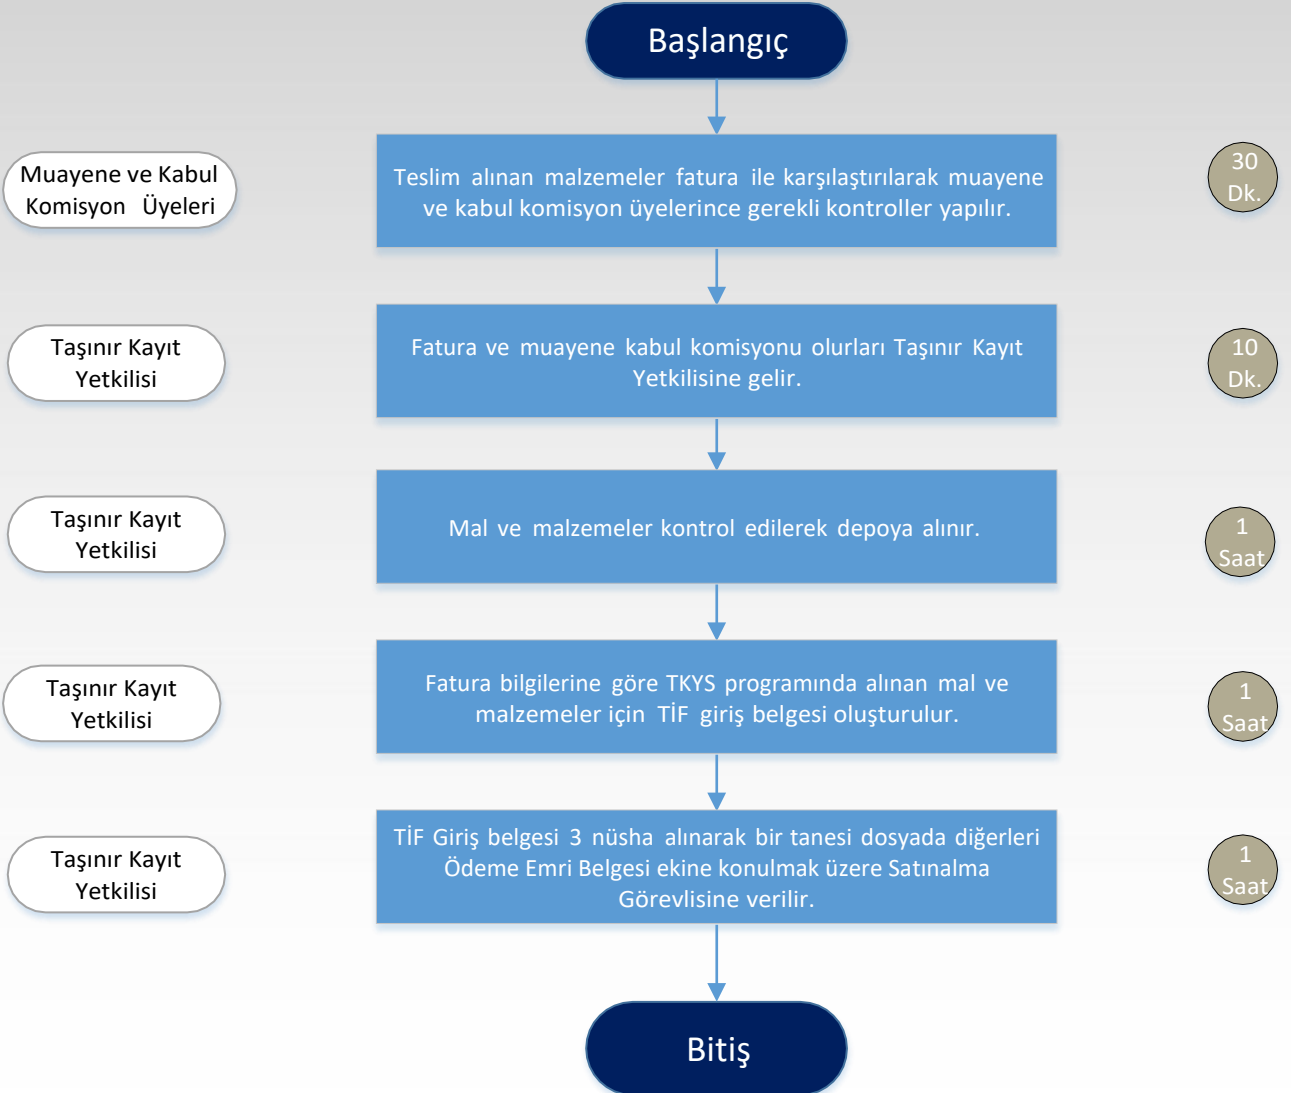 Başlangıç
Muayene ve Kabul
Komisyon Üyeleri
Teslim alınan malzemeler fatura ile karşılaştırılarak muayene
ve kabul komisyon üyelerince gerekli kontroller yapılır.
30
Dk.
Taşınır Kayıt
Yetkilisi
Fatura ve muayene kabul komisyonu olurları Taşınır Kayıt
Yetkilisine gelir.
10
Dk.
Taşınır Kayıt
Yetkilisi
Mal ve malzemeler kontrol edilerek depoya alınır.
1
Saat
Taşınır Kayıt
Yetkilisi
Fatura bilgilerine göre TKYS programında alınan mal ve
malzemeler için TİF giriş belgesi oluşturulur.
1
Saat
Taşınır Kayıt
Yetkilisi
TİF Giriş belgesi 3 nüsha alınarak bir tanesi dosyada diğerleri
Ödeme Emri Belgesi ekine konulmak üzere Satınalma
Görevlisine verilir.
1
Saat
Bitiş